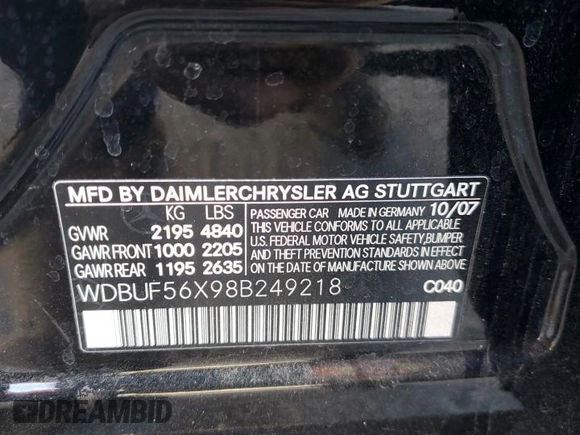 MFD BY DAIMLERCHRYSLER AG STUTTGART
KG LBS
GVWR 2195 4840
GAWR FRONT 1000 2205
GAWR REAR 1195 2635
PASSENGER CAR MADE IN GERMANY 10/07
THIS VEHICLE CONFORMS TO ALL APPLICABLE
U.S. FEDERAL MOTOR VEHICLE SAFETY, BUMPER
AND THEFT PREVENTION STANDARDS IN EFFECT
ON THE DATE OF MANUFACTURE SHOWN ABOVE.
WDBUF56X98B249218 C040
DREAMBID